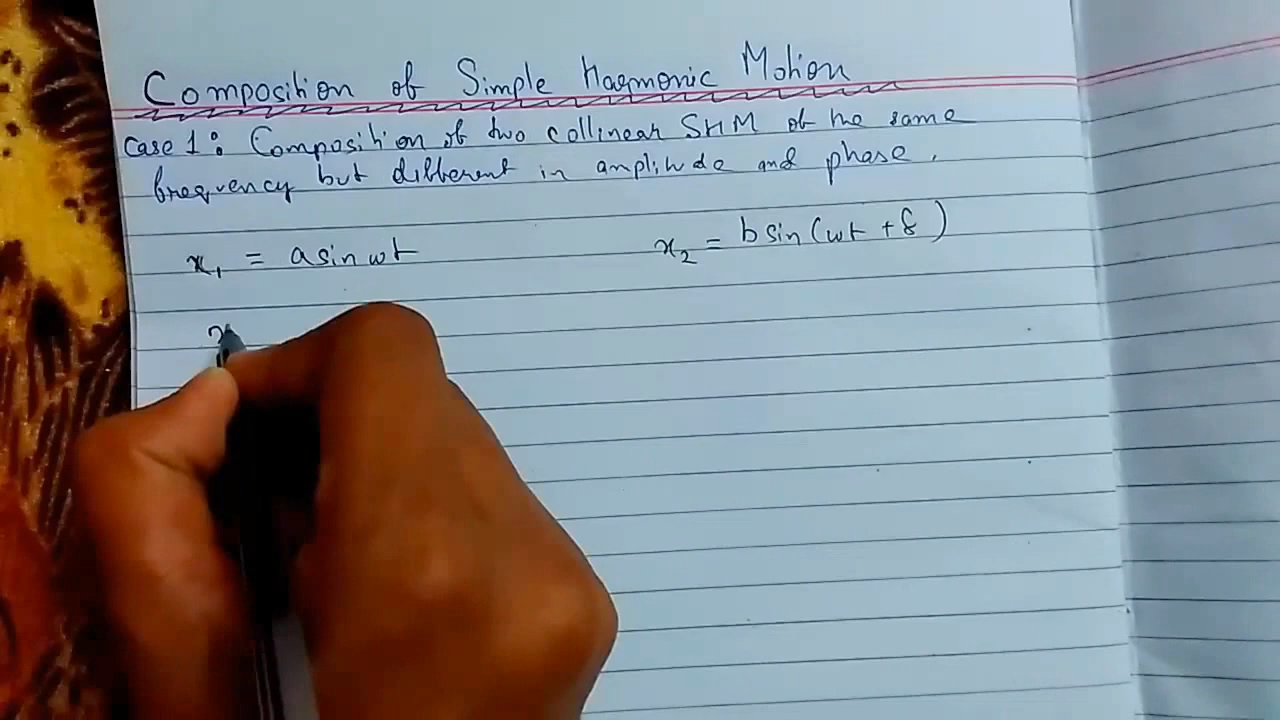 Composition of Simple Harmonic Motion
Case 1: Composition of two collinear SHM of the same
frequency but different in amplitude and phase.
x₁ = a sin ωt
x₂ = b sin(ωt + δ)
x